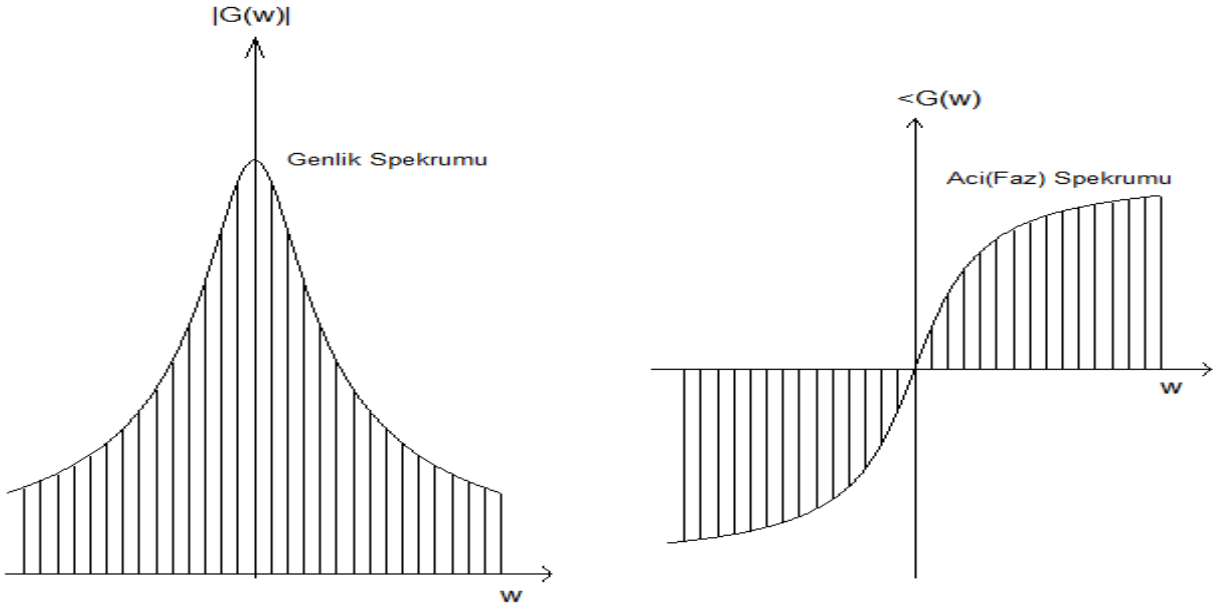 |G(w)|
Genlik Spekrumu
w
<G(w)
Aci(Faz) Spekrumu
w